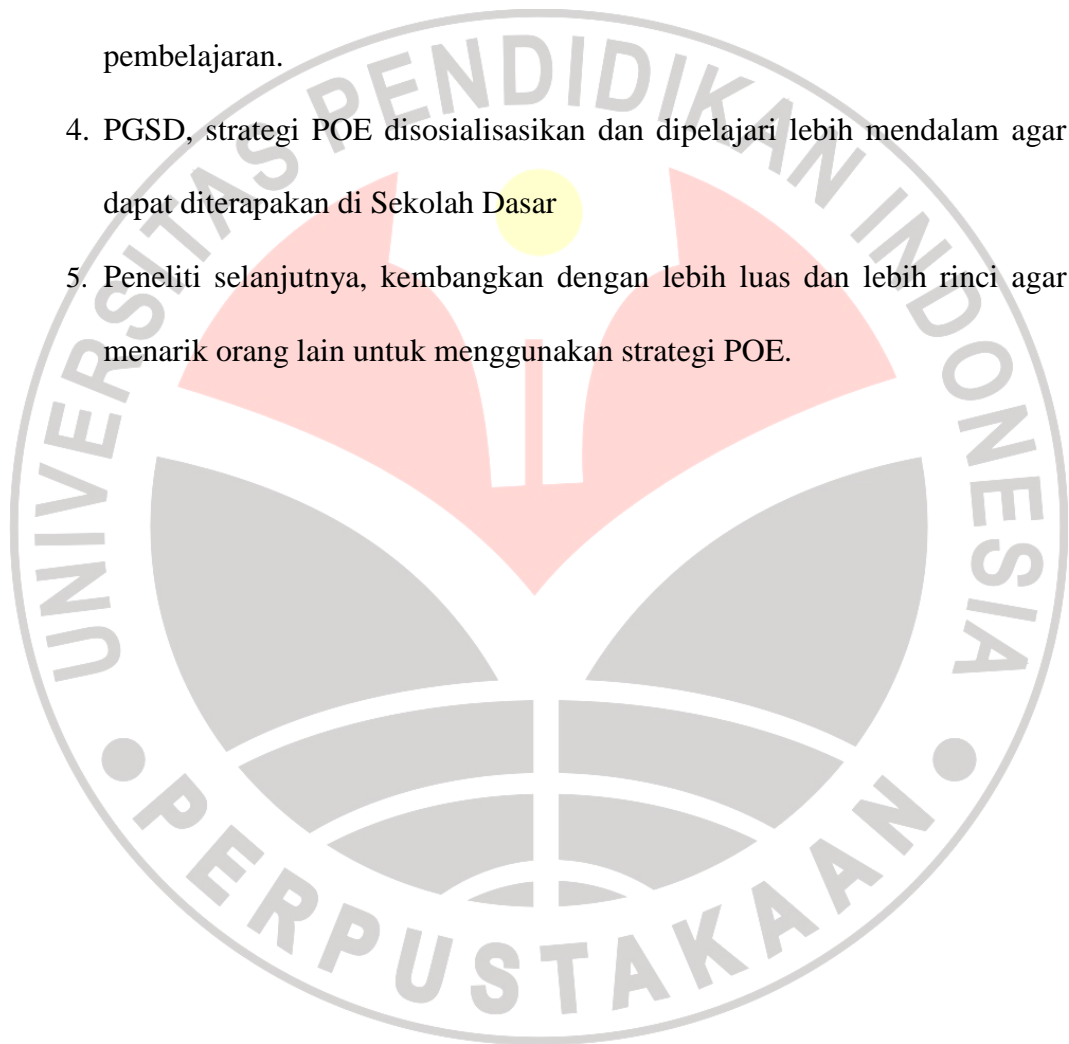 pembelajaran.
4. PGSD, strategi POE disosialisasikan dan dipelajari lebih mendalam agar
dapat diterapakan di Sekolah Dasar
5. Peneliti selanjutnya, kembangkan dengan lebih luas dan lebih rinci agar
menarik orang lain untuk menggunakan strategi POE.
UNIVERSITAS PENDIDIKAN INDONESIA
PERPUSTAKAAN